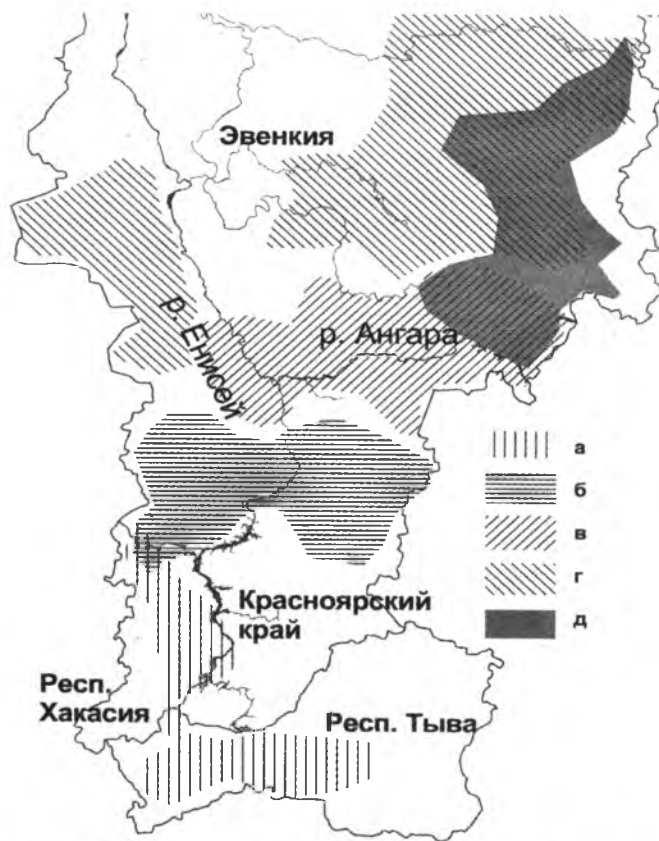 Эвенкия
р. Енисей
р. Ангара
а
б
в
г
д
Красноярский
край
Респ.
Хакасия
Респ. Тыва